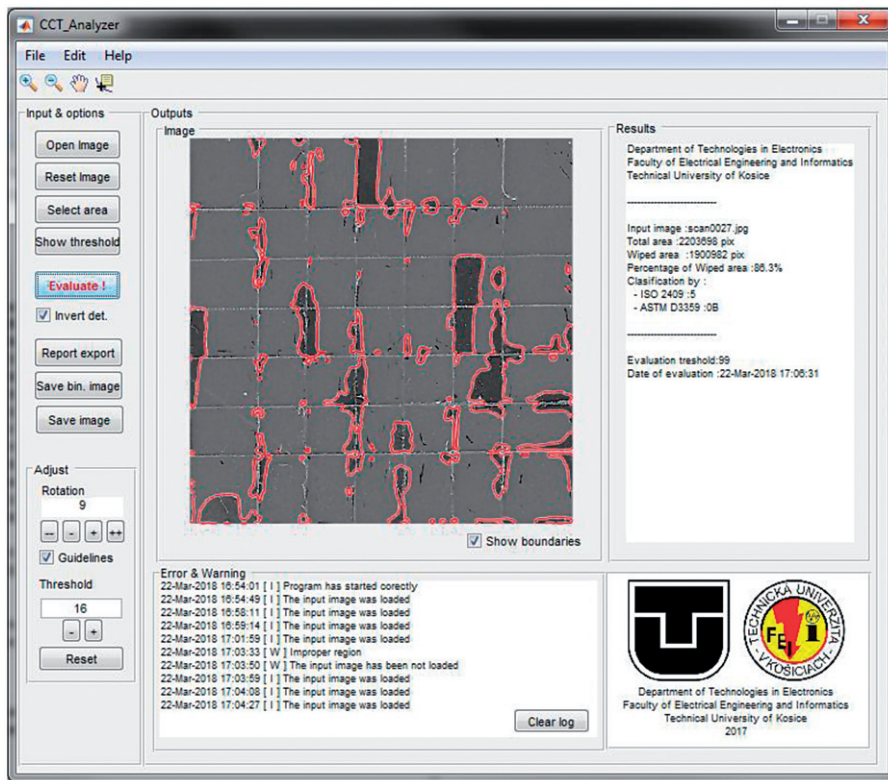 CCT_Analyzer
File Edit Help
Input & options
Open Image
Reset Image
Select area
Show threshold
Evaluate !
Invert det.
Report export
Save bin. image
Save image
Adjust
Rotation
9
-- - + ++
Guidelines
Threshold
16
- +
Reset
Outputs
Image
Show boundaries
Results
Department of Technologies in Electronics
Faculty of Electrical Engineering and Informatics
Technical University of Kosice
----------------------------
Input image :scan0027.jpg
Total area :2203698 pix
Wiped area :1900982 pix
Percentage of Wiped area :86.3%
Clasification by :
- ISO 2409 :5
- ASTM D3359 :0B
----------------------------
Evaluation treshold:99
Date of evaluation :22-Mar-2018 17:06:31
Error & Warning
22-Mar-2018 16:54:01 [ I ] Program has started corectly
22-Mar-2018 16:54:49 [ I ] The input image was loaded
22-Mar-2018 16:58:11 [ I ] The input image was loaded
22-Mar-2018 16:59:14 [ I ] The input image was loaded
22-Mar-2018 17:01:59 [ I ] The input image was loaded
22-Mar-2018 17:03:33 [ W ] Improper region
22-Mar-2018 17:03:50 [ W ] The input image has been not loaded
22-Mar-2018 17:03:59 [ I ] The input image was loaded
22-Mar-2018 17:04:08 [ I ] The input image was loaded
22-Mar-2018 17:04:27 [ I ] The input image was loaded
Clear log
TECHNICKÁ UNIVERZITA
V KOŠICIACH
FEI
Department of Technologies in Electronics
Faculty of Electrical Engineering and Informatics
Technical University of Kosice
2017